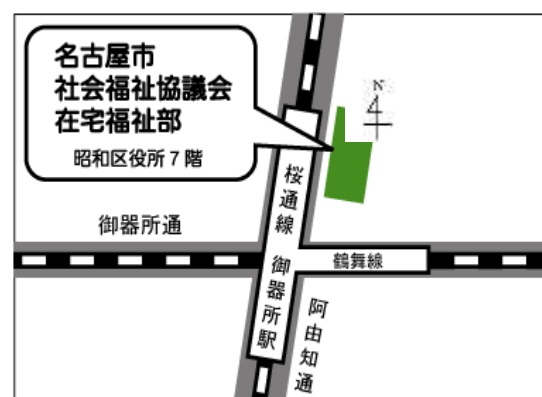 名古屋市
社会福祉協議会
在宅福祉部
昭和区役所7階
N
桜通線
御器所駅
御器所通
鶴舞線
阿由知通